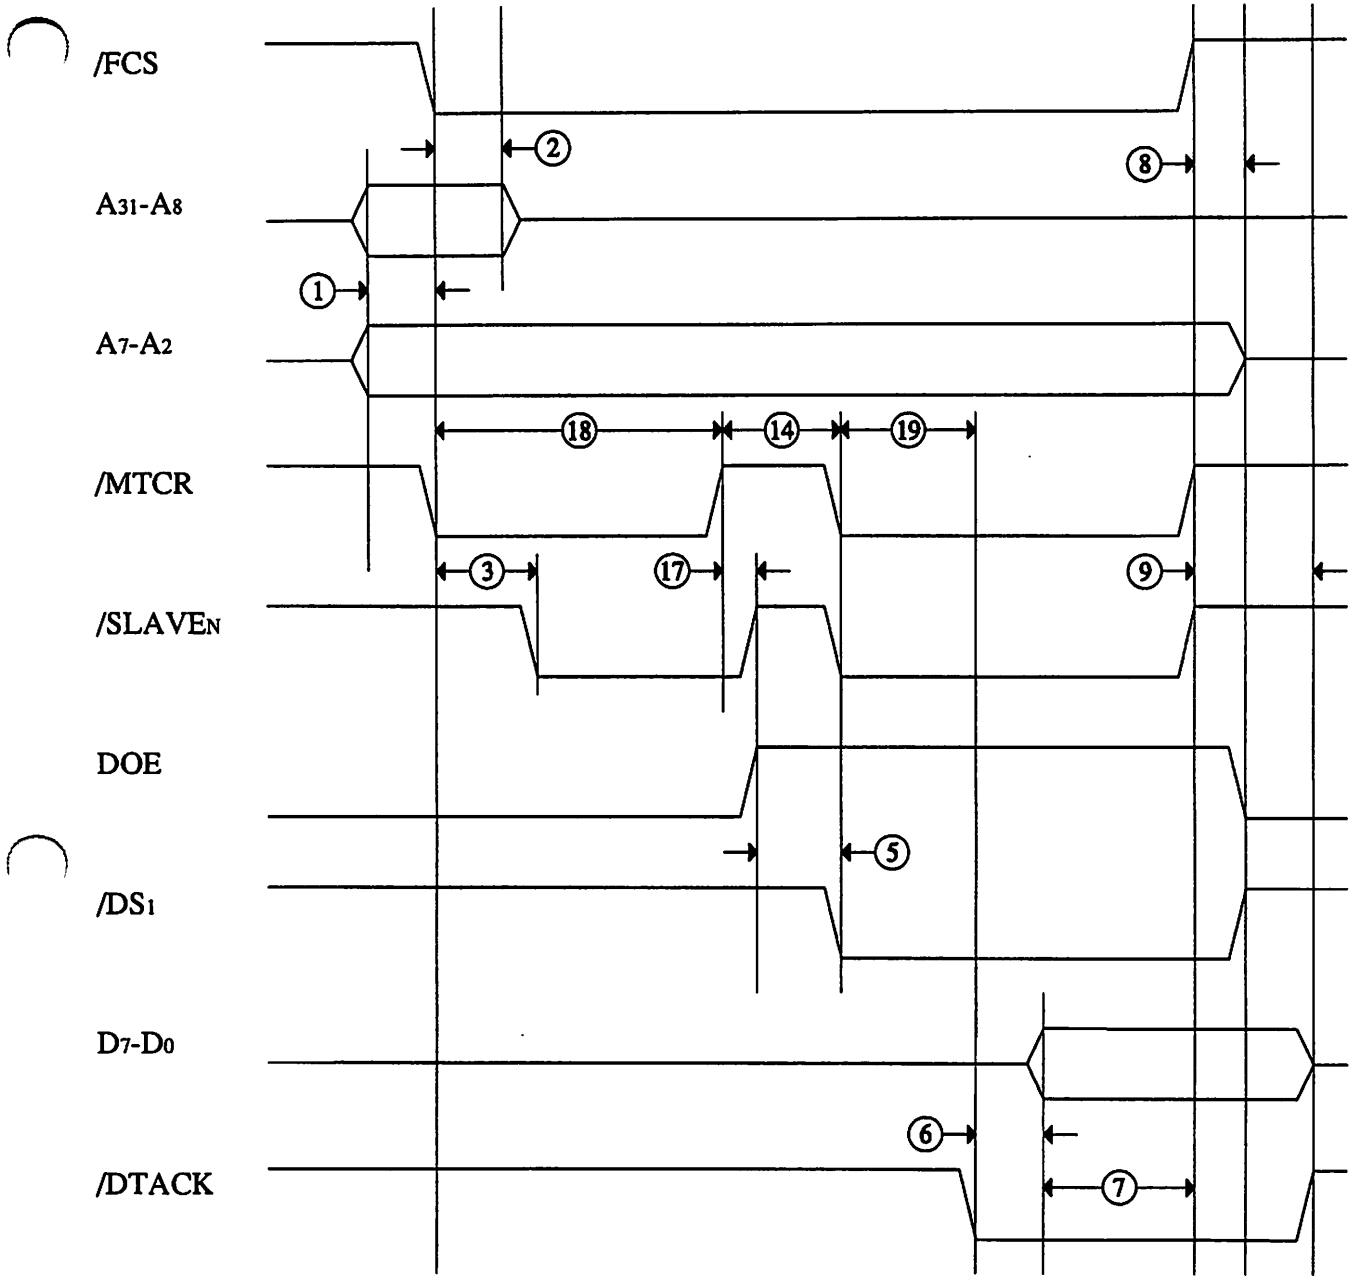 /FCS
2
8
A31-A8
1
A7-A2
18
14
19
/MTCR
3
17
9
/SLAVEN
DOE
5
/DS1
D7-D0
6
7
/DTACK